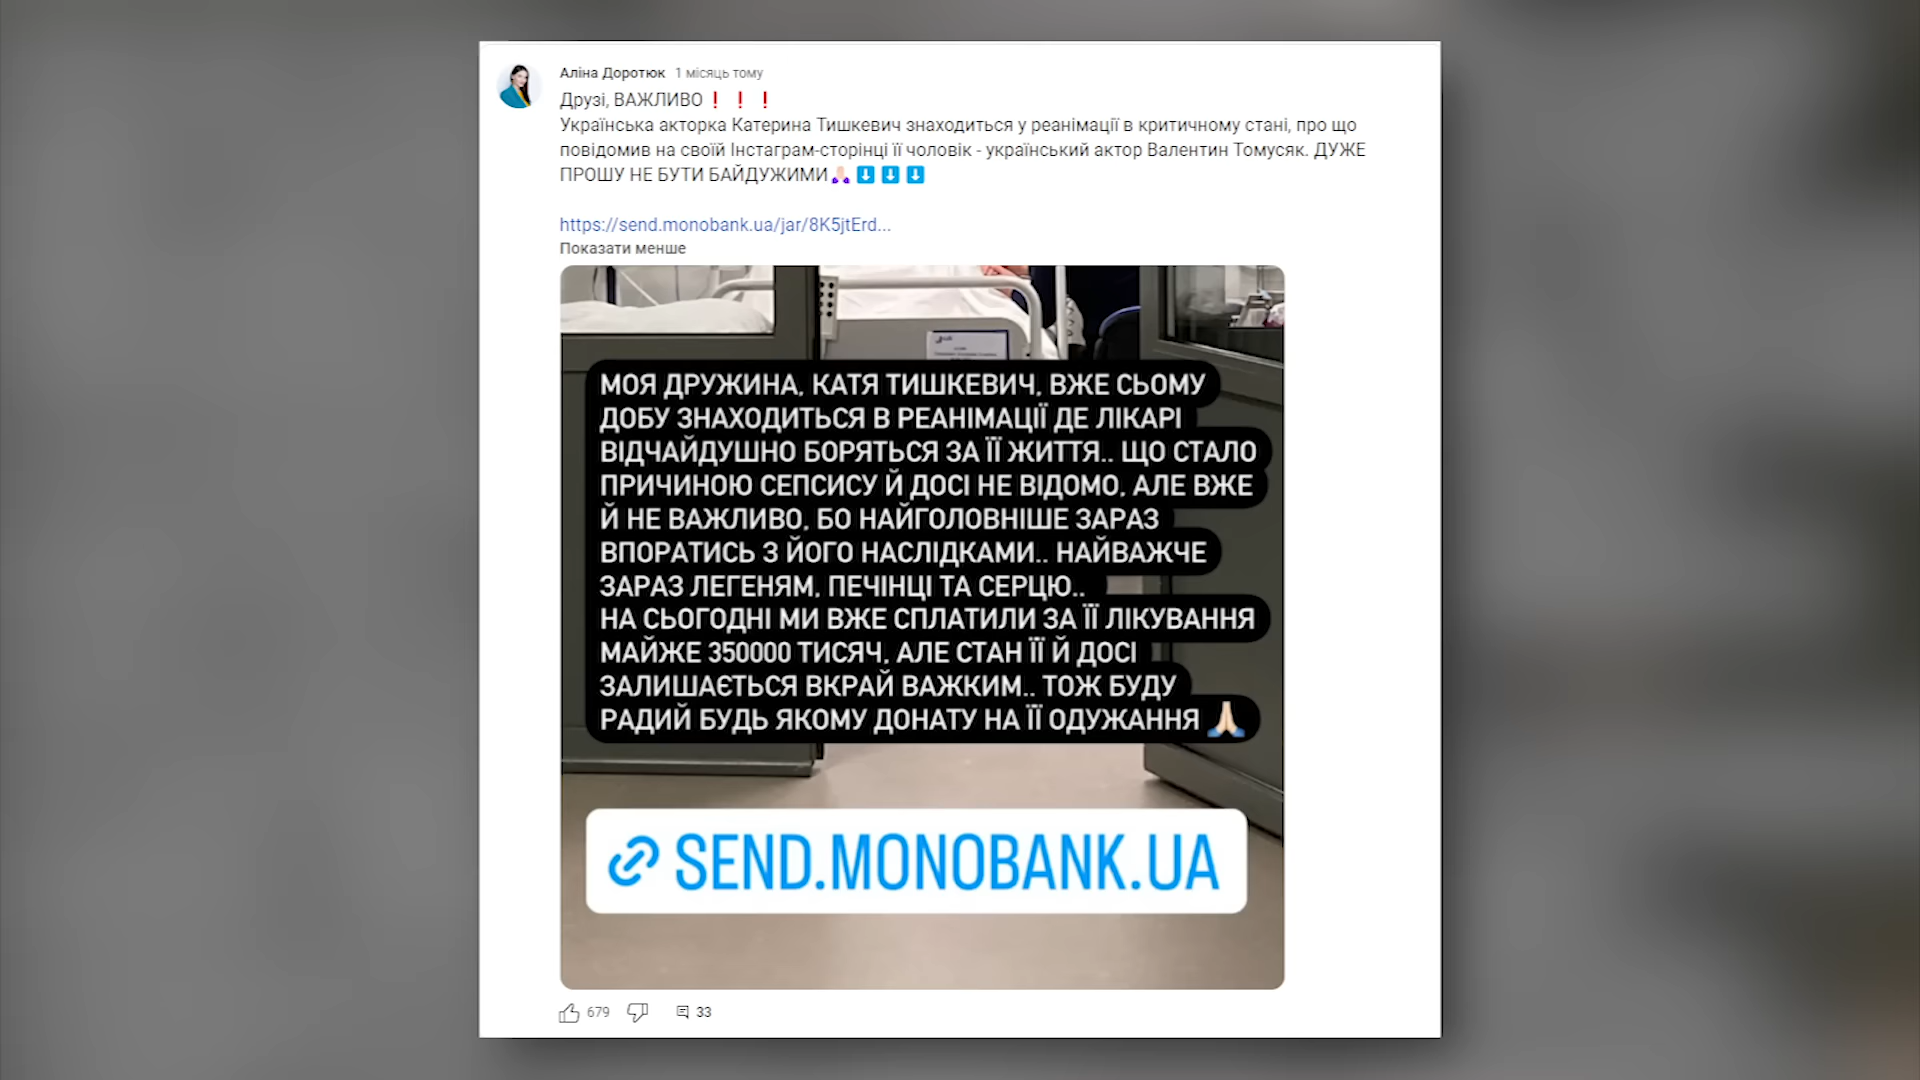 Аліна Доротюк 1 місяць тому
Друзі, ВАЖЛИВО❗❗❗
Українська акторка Катерина Тишкевич знаходиться у реанімації в критичному стані, про що
повідомив на своїй Інстаграм-сторінці її чоловік - український актор Валентин Томусяк. ДУЖЕ
ПРОШУ НЕ БУТИ БАЙДУЖИМИ🙏🏻⬇️⬇️⬇️
https://send.monobank.ua/jar/8K5jtErd...
Показати менше
МОЯ ДРУЖИНА, КАТЯ ТИШКЕВИЧ, ВЖЕ СЬОМУ
ДОБУ ЗНАХОДИТЬСЯ В РЕАНІМАЦІЇ ДЕ ЛІКАРІ
ВІДЧАЙДУШНО БОРЯТЬСЯ ЗА ЇЇ ЖИТТЯ.. ЩО СТАЛО
ПРИЧИНОЮ СЕПСИСУ Й ДОСІ НЕ ВІДОМО, АЛЕ ВЖЕ
Й НЕ ВАЖЛИВО, БО НАЙГОЛОВНІШЕ ЗАРАЗ
ВПОРАТИСЬ З ЙОГО НАСЛІДКАМИ.. НАЙВАЖЧЕ
ЗАРАЗ ЛЕГЕНЯМ, ПЕЧІНЦІ ТА СЕРЦЮ..
НА СЬОГОДНІ МИ ВЖЕ СПЛАТИЛИ ЗА ЇЇ ЛІКУВАННЯ
МАЙЖЕ 350000 ТИСЯЧ, АЛЕ СТАН ЇЇ Й ДОСІ
ЗАЛИШАЄТЬСЯ ВКРАЙ ВАЖКИМ.. ТОЖ БУДУ
РАДИЙ БУДЬ ЯКОМУ ДОНАТУ НА ЇЇ ОДУЖАННЯ 🙏🏻
SEND.MONOBANK.UA
679 33